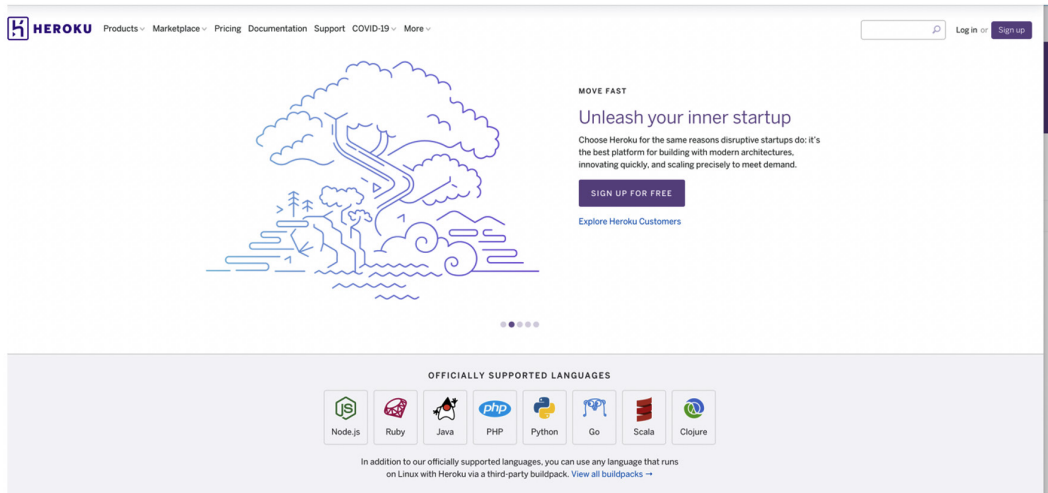 HEROKU Products Marketplace Pricing Documentation Support COVID-19 More Log in or Sign up
MOVE FAST
Unleash your inner startup
Choose Heroku for the same reasons disruptive startups do: it's
the best platform for building with modern architectures,
innovating quickly, and scaling precisely to meet demand.
SIGN UP FOR FREE
Explore Heroku Customers
OFFICIALLY SUPPORTED LANGUAGES
JS php
Node.js Ruby Java PHP Python Go Scala Clojure
In addition to our officially supported languages, you can use any language that runs
on Linux with Heroku via a third-party buildpack. View all buildpacks →